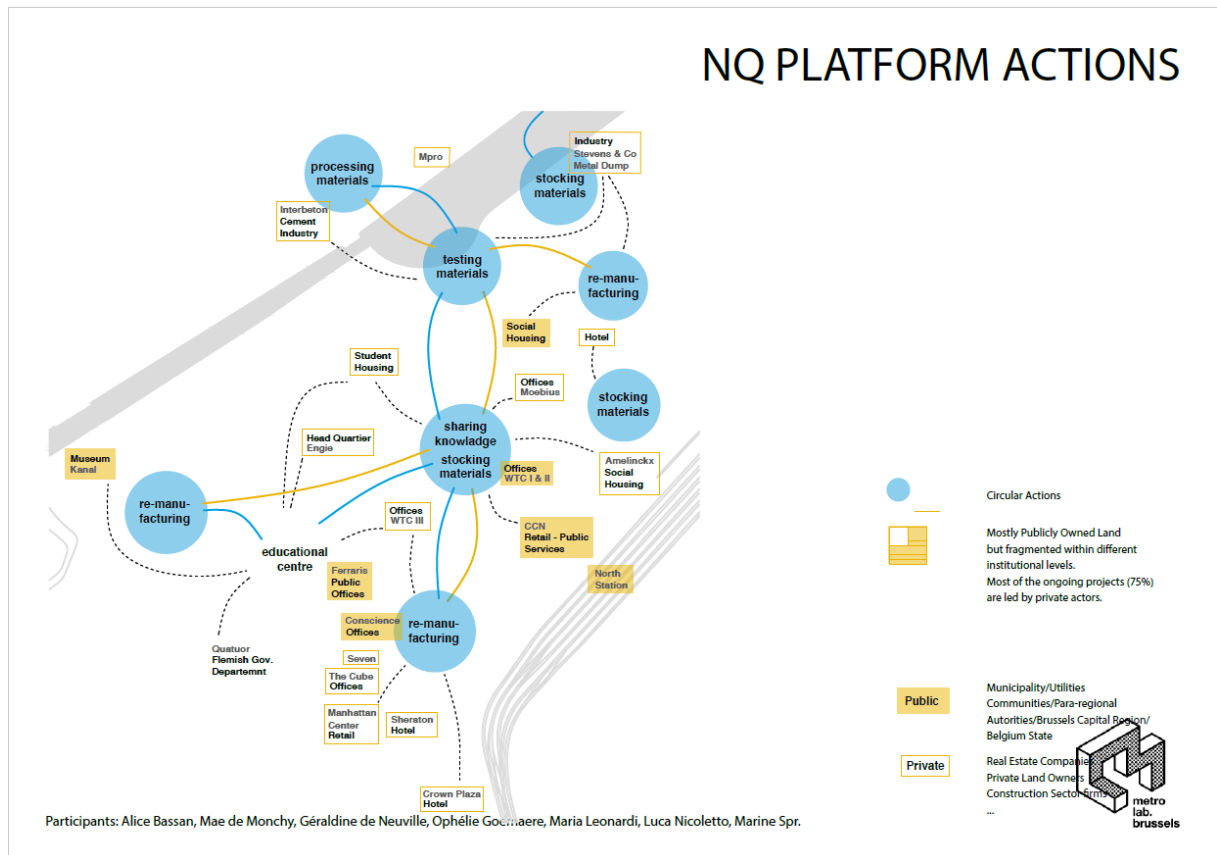 NQ PLATFORM ACTIONS
Mpro
Industry
Stevens & Co
Metal Dump
processing
materials
stocking
materials
Interbeton
Cement
Industry
testing
materials
re-manu-
facturing
Social
Housing
Hotel
Student
Housing
Offices
Moebius
stocking
materials
sharing
knowladge
stocking
materials
Head Quartier
Engie
Museum
Kanal
Offices
WTC I & II
Amelinckx
Social
Housing
re-manu-
facturing
Offices
WTC III
CCN
Retail - Public
Services
educational
centre
Ferraris
Public
Offices
North
Station
Conscience
Offices
re-manu-
facturing
Quatuor
Flemish Gov.
Departemnt
Seven
The Cube
Offices
Manhattan
Center
Retail
Sheraton
Hotel
Crown Plaza
Hotel
Circular Actions
Mostly Publicly Owned Land
but fragmented within different
institutional levels.
Most of the ongoing projects (75%)
are led by private actors.
Public
Municipality/Utilities
Communities/Para-regional
Autorities/Brussels Capital Region/
Belgium State
Private
Real Estate Companies
Private Land Owners
Construction Sector firms
...
metro
lab.
brussels
Participants: Alice Bassan, Mae de Monchy, Géraldine de Neuville, Ophélie Goemaere, Maria Leonardi, Luca Nicoletto, Marine Spr.